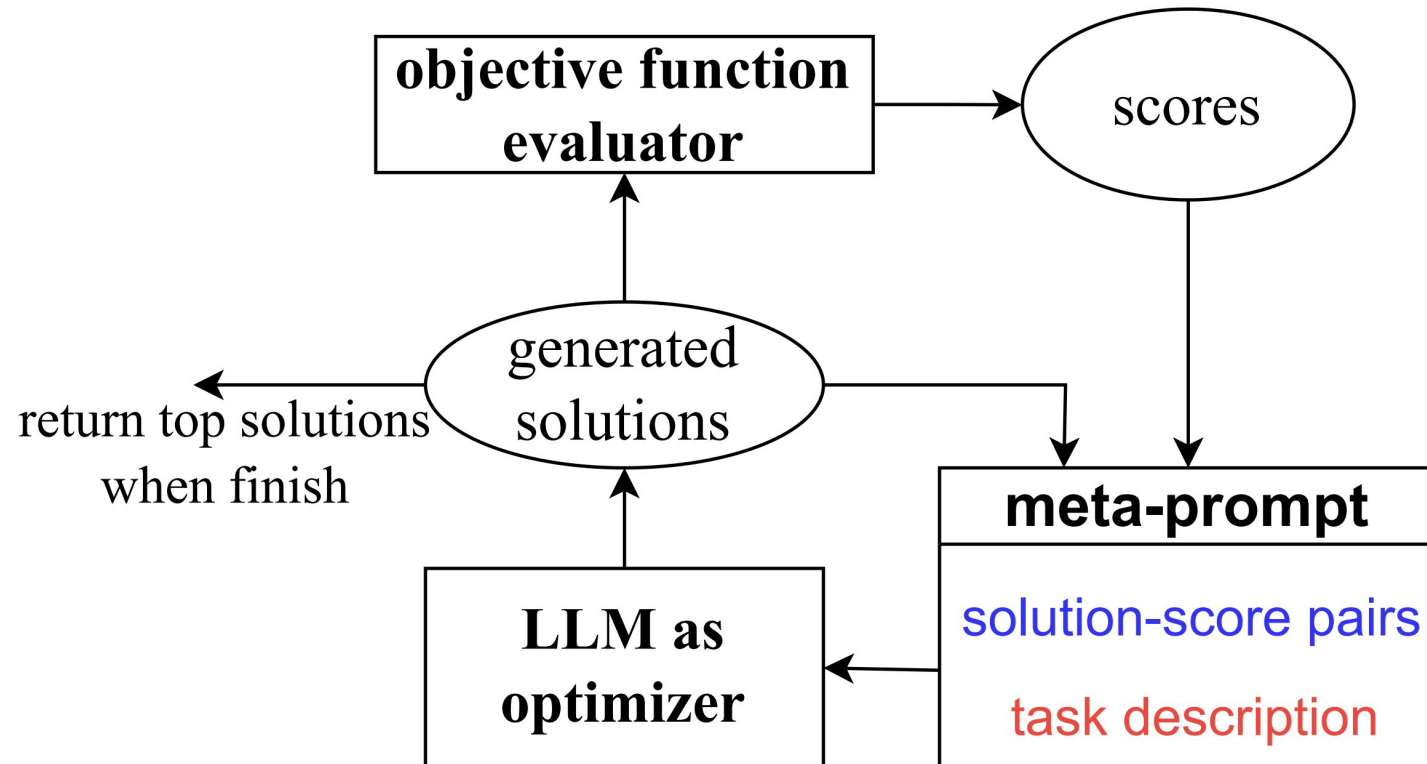 objective function
evaluator
scores
generated
solutions
return top solutions
when finish
meta-prompt
solution-score pairs
task description
LLM as
optimizer